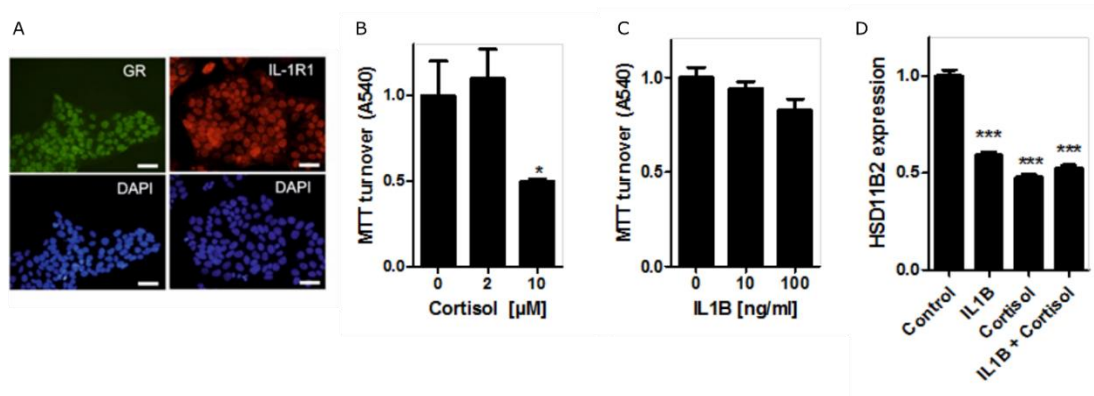 A
GR
IL-1R1
DAPI
DAPI
B
MTT turnover (A540)
1.0
0.5
0.0
*
0 2 10
Cortisol [µM]
C
MTT turnover (A540)
1.0
0.5
0.0
0 10 100
IL1B [ng/ml]
D
HSD11B2 expression
1.0
0.5
0.0
***
***
***
Control
IL1B
Cortisol
IL1B + Cortisol